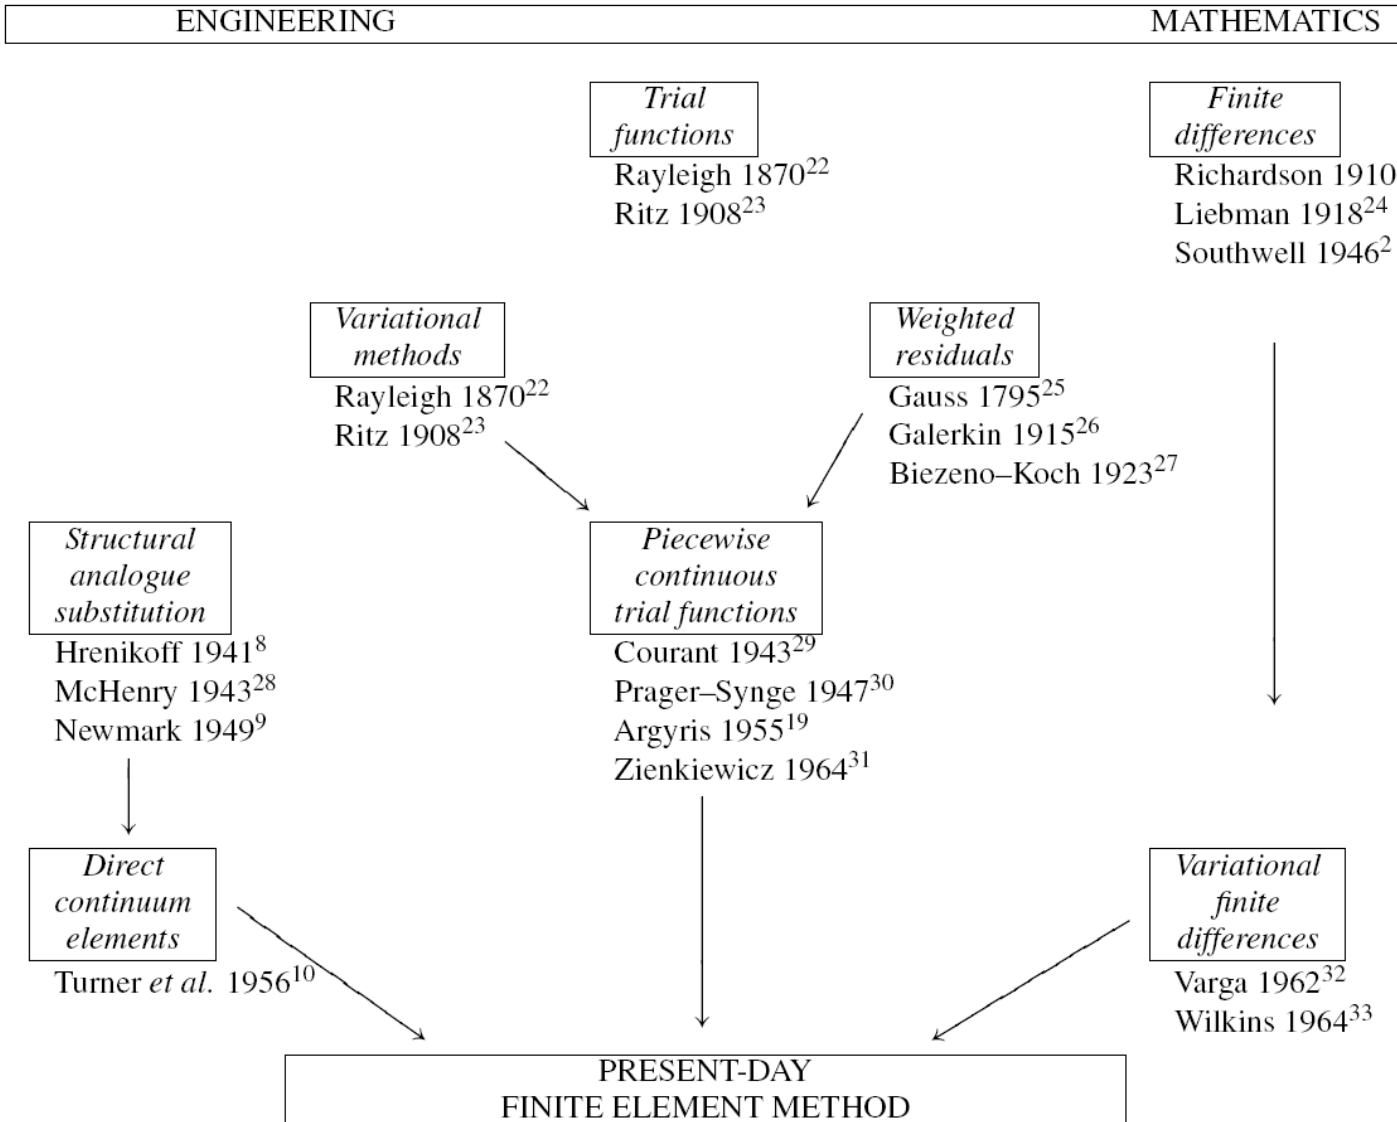 ENGINEERING MATHEMATICS
Trial
functions
Rayleigh 1870²²
Ritz 1908²³
Finite
differences
Richardson 1910
Liebman 1918²⁴
Southwell 1946²
Variational
methods
Rayleigh 1870²²
Ritz 1908²³
Weighted
residuals
Gauss 1795²⁵
Galerkin 1915²⁶
Biezeno–Koch 1923²⁷
Structural
analogue
substitution
Hrenikoff 1941⁸
McHenry 1943²⁸
Newmark 1949⁹
Piecewise
continuous
trial functions
Courant 1943²⁹
Prager–Synge 1947³⁰
Argyris 1955¹⁹
Zienkiewicz 1964³¹
Direct
continuum
elements
Turner et al. 1956¹⁰
Variational
finite
differences
Varga 1962³²
Wilkins 1964³³
PRESENT-DAY
FINITE ELEMENT METHOD